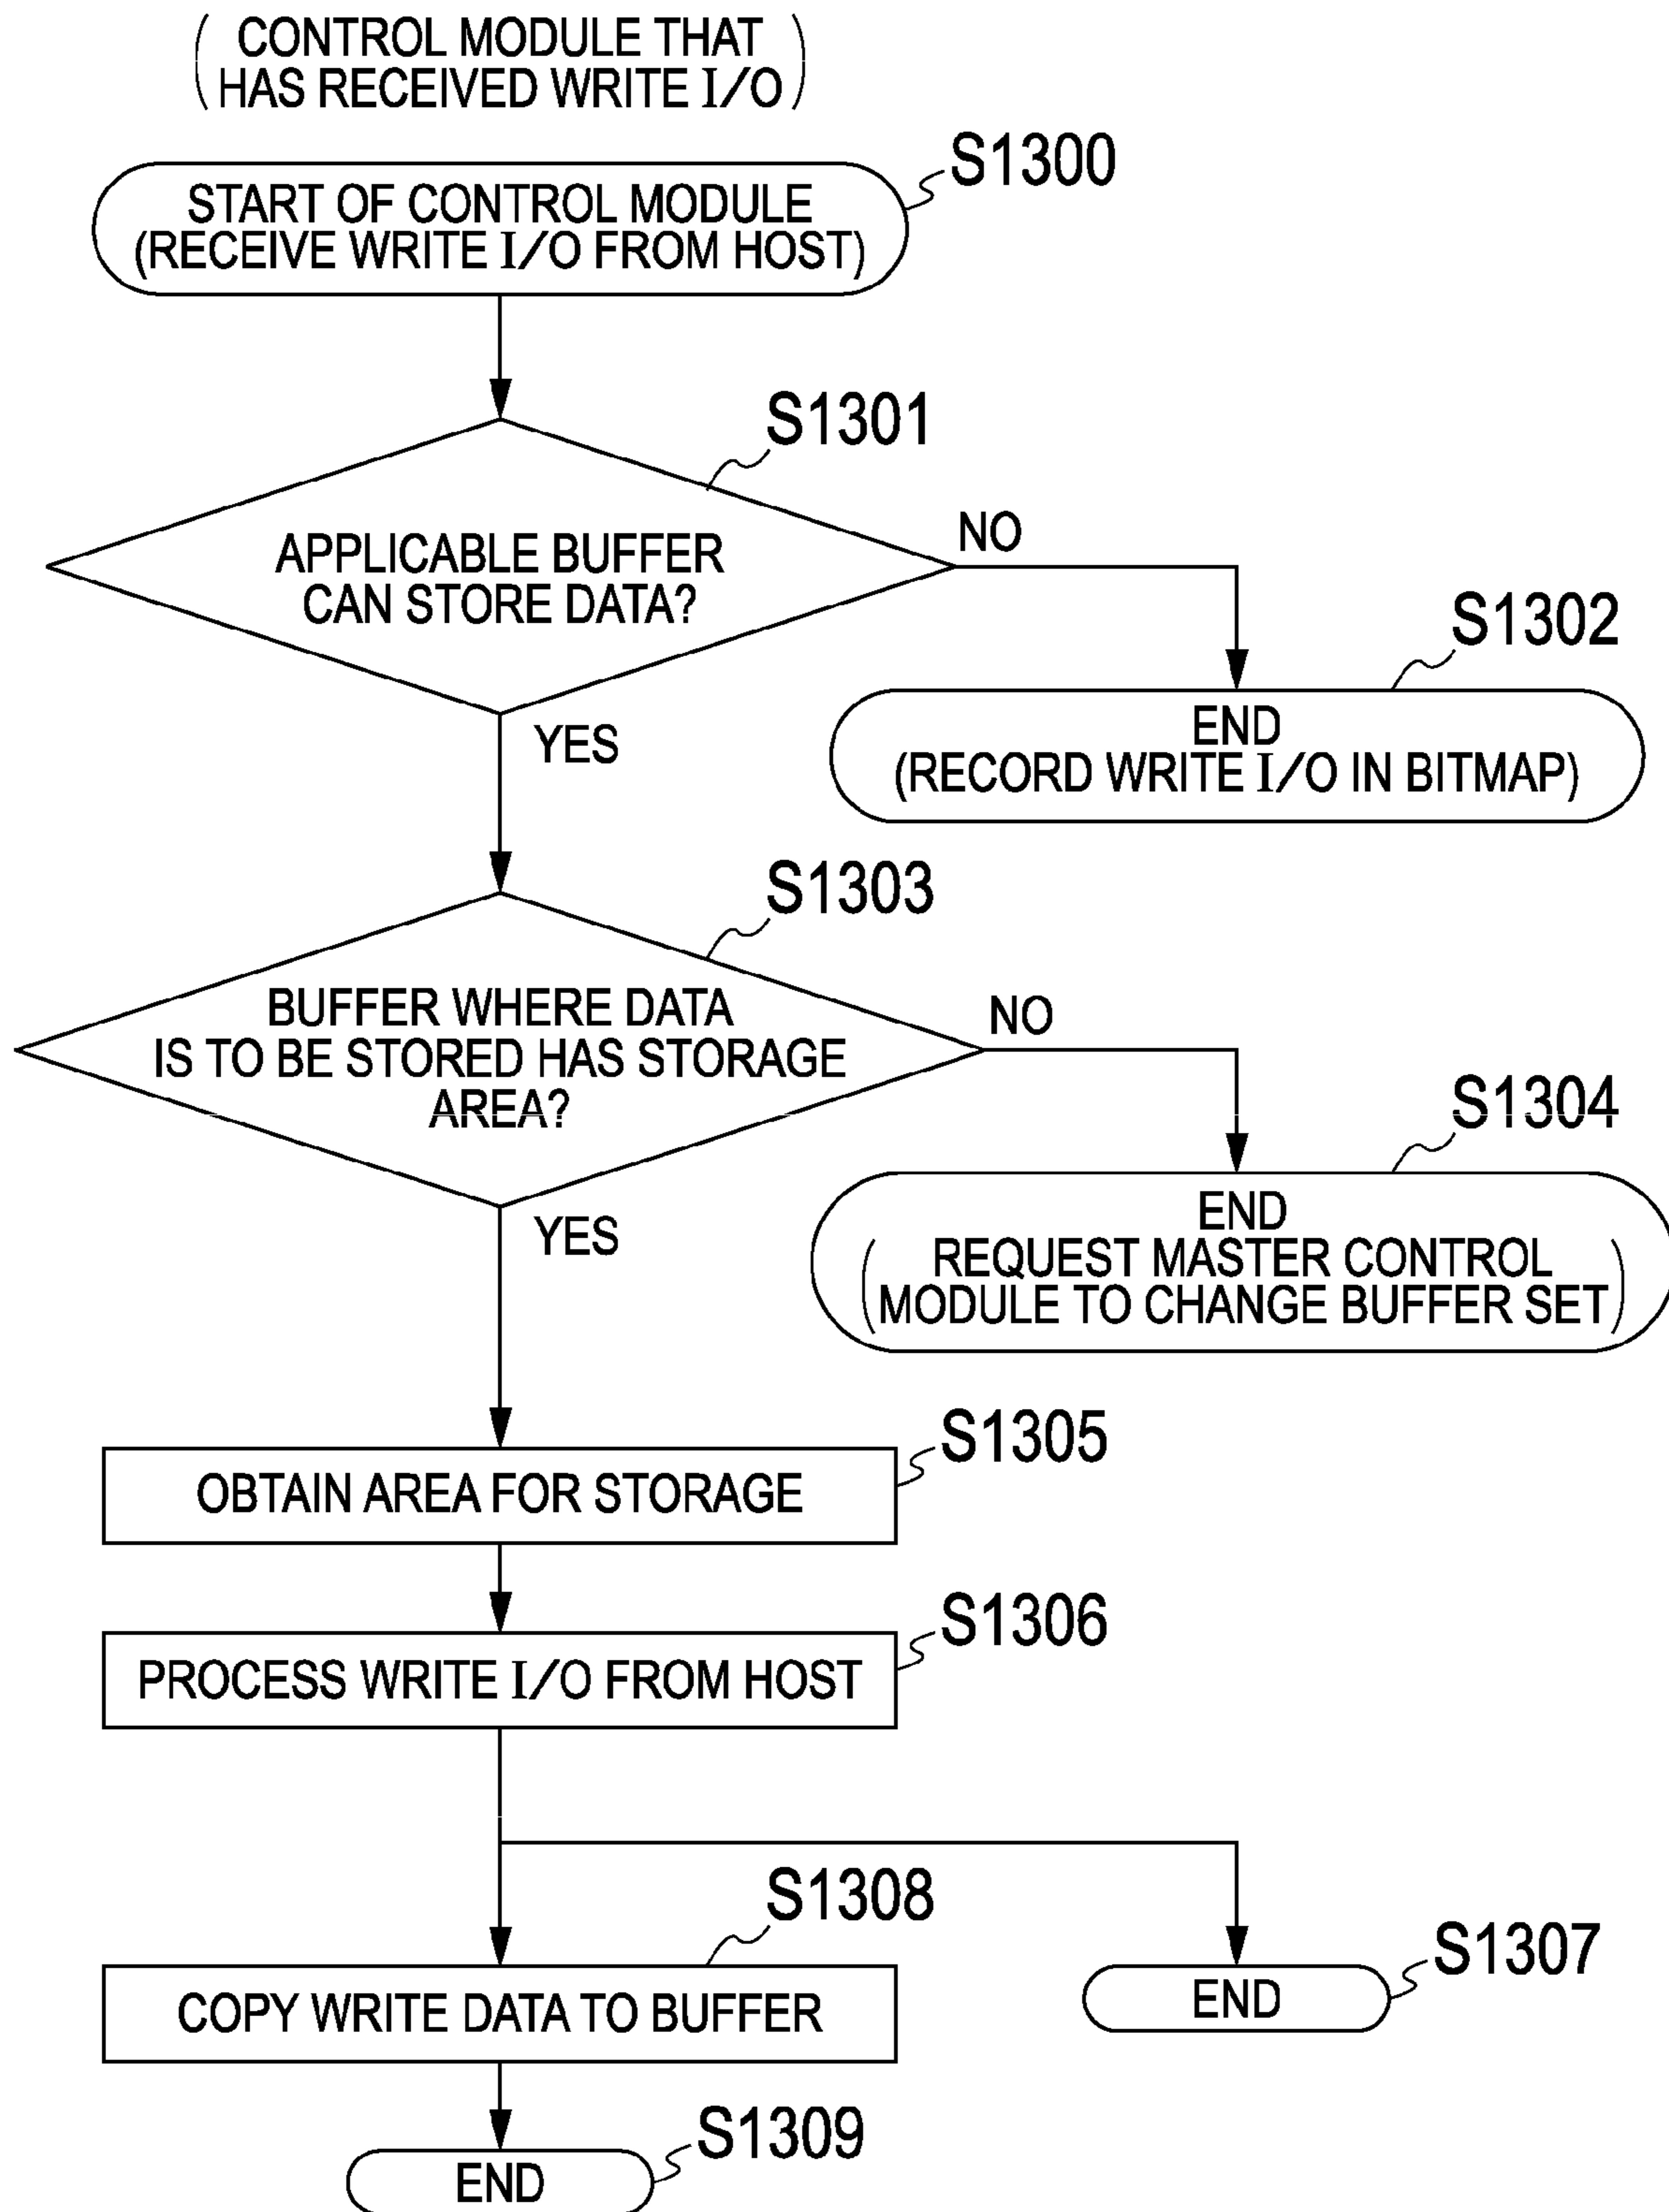 CONTROL MODULE THAT
HAS RECEIVED WRITE I/O
S1300
START OF CONTROL MODULE
(RECEIVE WRITE I/O FROM HOST)
S1301
APPLICABLE BUFFER
CAN STORE DATA?
NO
YES
S1302
END
(RECORD WRITE I/O IN BITMAP)
S1303
BUFFER WHERE DATA
IS TO BE STORED HAS STORAGE
AREA?
NO
YES
S1304
END
REQUEST MASTER CONTROL
MODULE TO CHANGE BUFFER SET
S1305
OBTAIN AREA FOR STORAGE
S1306
PROCESS WRITE I/O FROM HOST
S1308
COPY WRITE DATA TO BUFFER
S1307
END
S1309
END